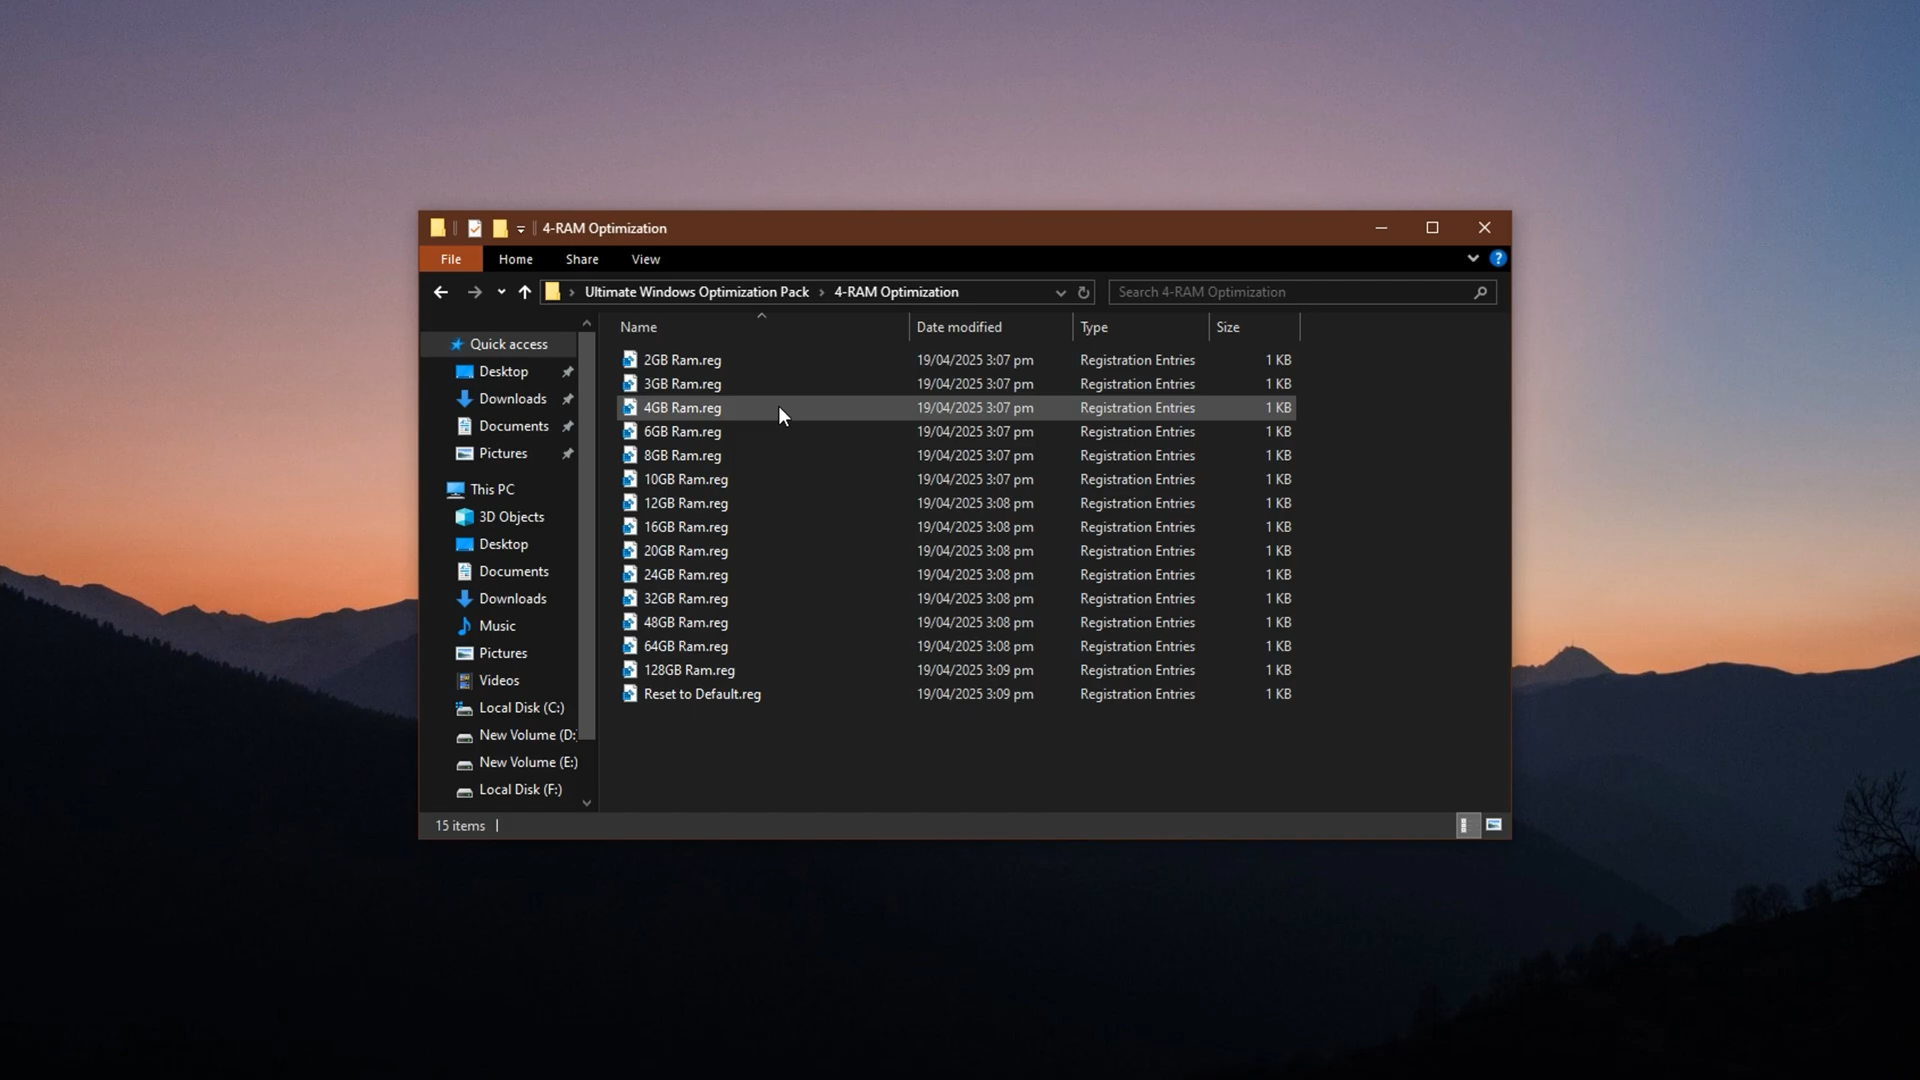 4-RAM Optimization
File Home Share View
Ultimate Windows Optimization Pack > 4-RAM Optimization Search 4-RAM Optimization
Name Date modified Type Size
Quick access
Desktop
Downloads
Documents
Pictures
This PC
3D Objects
Desktop
Documents
Downloads
Music
Pictures
Videos
Local Disk (C:)
New Volume (D:
New Volume (E:)
Local Disk (F:)
2GB Ram.reg 19/04/2025 3:07 pm Registration Entries 1 KB
3GB Ram.reg 19/04/2025 3:07 pm Registration Entries 1 KB
4GB Ram.reg 19/04/2025 3:07 pm Registration Entries 1 KB
6GB Ram.reg 19/04/2025 3:07 pm Registration Entries 1 KB
8GB Ram.reg 19/04/2025 3:07 pm Registration Entries 1 KB
10GB Ram.reg 19/04/2025 3:07 pm Registration Entries 1 KB
12GB Ram.reg 19/04/2025 3:08 pm Registration Entries 1 KB
16GB Ram.reg 19/04/2025 3:08 pm Registration Entries 1 KB
20GB Ram.reg 19/04/2025 3:08 pm Registration Entries 1 KB
24GB Ram.reg 19/04/2025 3:08 pm Registration Entries 1 KB
32GB Ram.reg 19/04/2025 3:08 pm Registration Entries 1 KB
48GB Ram.reg 19/04/2025 3:08 pm Registration Entries 1 KB
64GB Ram.reg 19/04/2025 3:08 pm Registration Entries 1 KB
128GB Ram.reg 19/04/2025 3:09 pm Registration Entries 1 KB
Reset to Default.reg 19/04/2025 3:09 pm Registration Entries 1 KB
15 items